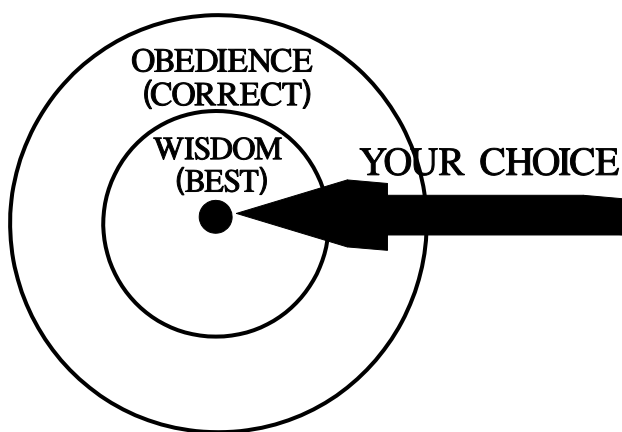 OBEDIENCE
(CORRECT)
WISDOM
(BEST)
YOUR CHOICE